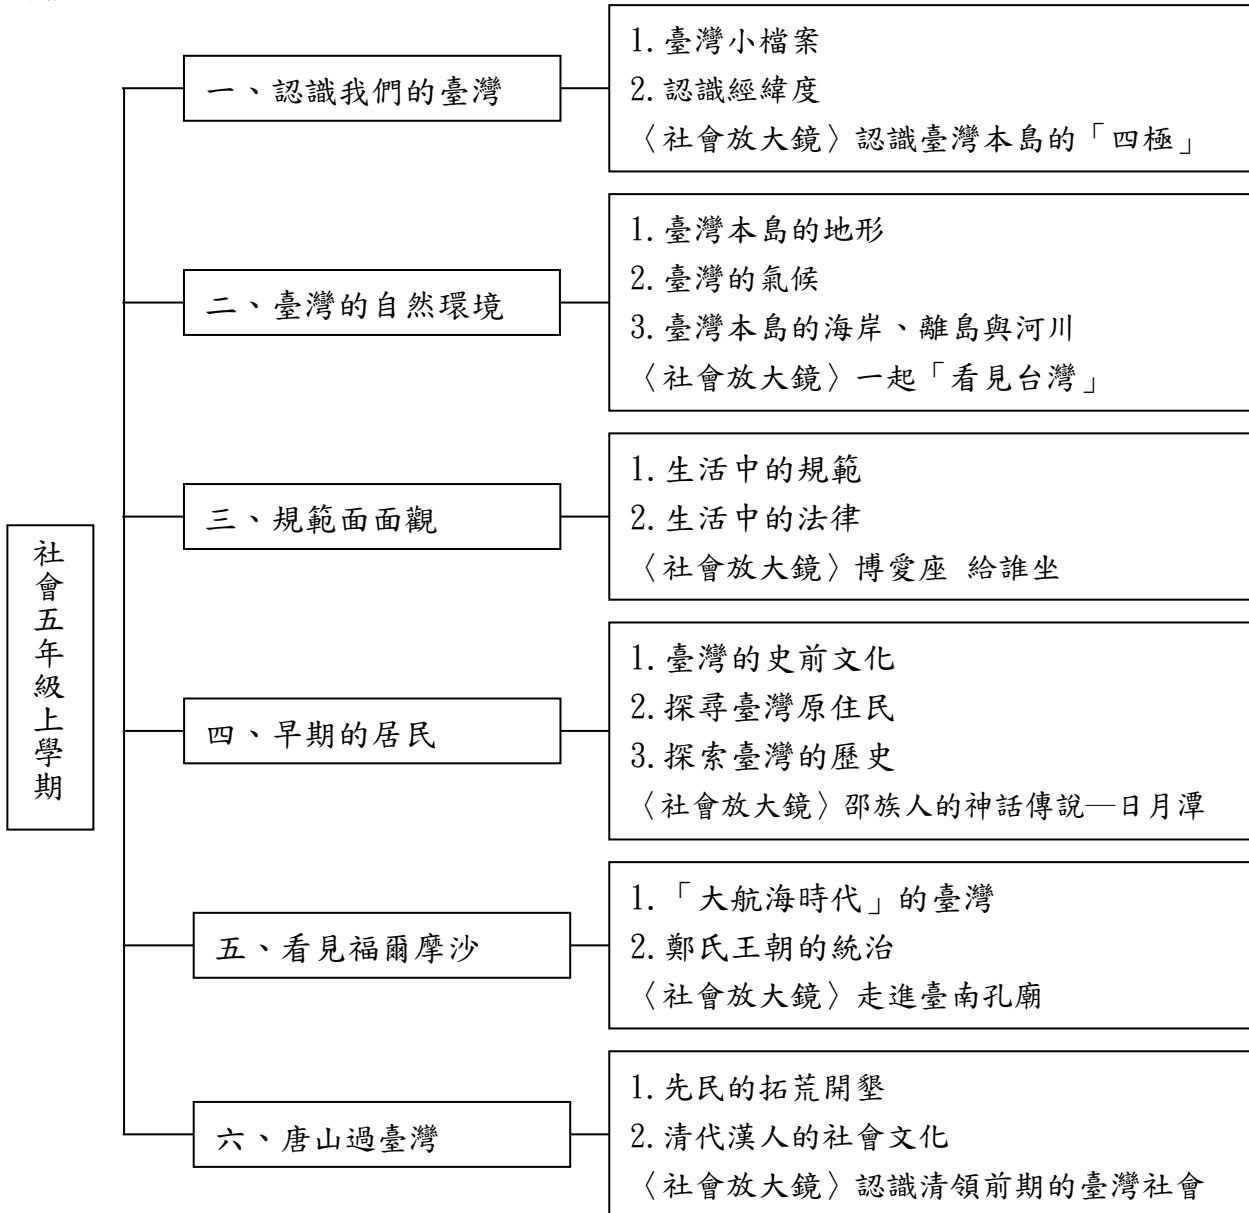 社會五年級上學期
一、認識我們的臺灣
1. 臺灣小檔案
2. 認識經緯度
〈社會放大鏡〉認識臺灣本島的「四極」
二、臺灣的自然環境
1. 臺灣本島的地形
2. 臺灣的氣候
3. 臺灣本島的海岸、離島與河川
〈社會放大鏡〉一起「看見台灣」
三、規範面面觀
1. 生活中的規範
2. 生活中的法律
〈社會放大鏡〉博愛座 給誰坐
四、早期的居民
1. 臺灣的史前文化
2. 探尋臺灣原住民
3. 探索臺灣的歷史
〈社會放大鏡〉邵族人的神話傳說─日月潭
五、看見福爾摩沙
1. 「大航海時代」的臺灣
2. 鄭氏王朝的統治
〈社會放大鏡〉走進臺南孔廟
六、唐山過臺灣
1. 先民的拓荒開墾
2. 清代漢人的社會文化
〈社會放大鏡〉認識清領前期的臺灣社會